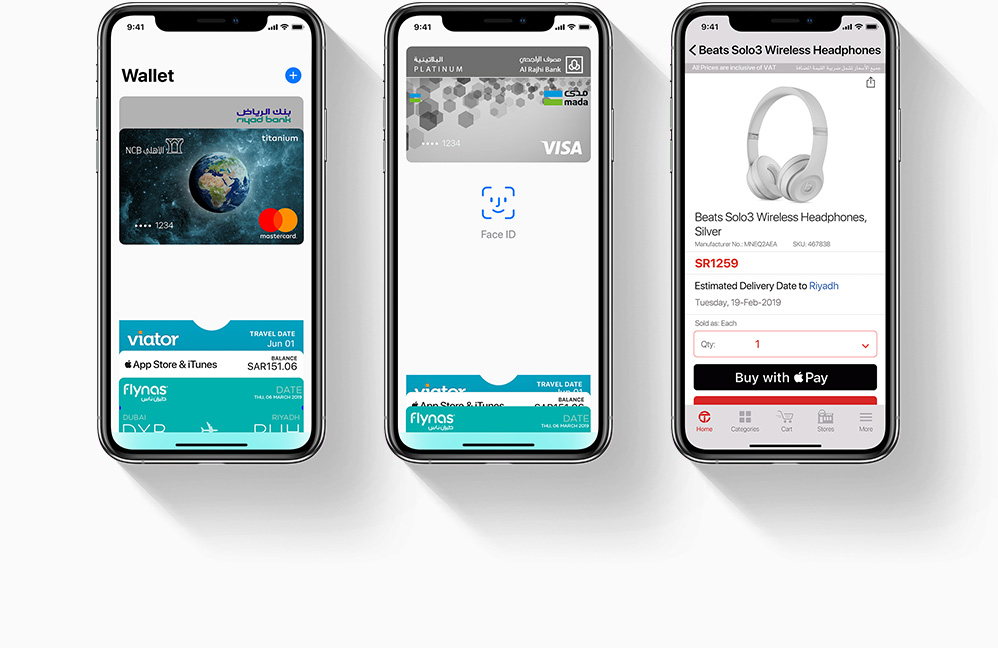 9:41
Wallet
بنك الرياض
riyad bank
titanium
NCB الأهلي
•••• 1234
mastercard.
viator
TRAVEL DATE
Jun 01
App Store & iTunes
BALANCE
SAR151.06
flynas
طيران ناس
DATE
THU, 06 MARCH 2019
DUBAI
RIYADH
DXB
RUH
9:41
البلاتينية
PLATINUM
مصرف الراجحي
Al Rajhi Bank
مدى
mada
•••• 1234
VISA
Face ID
viator
TRAVEL DATE
Jun 01
App Store & iTunes
SAR151.06
flynas
طيران ناس
DATE
THU, 06 MARCH 2019
9:41
Beats Solo3 Wireless Headphones
All Prices are inclusive of VAT
جميع الأسعار تشمل ضريبة القيمة المضافة
Beats Solo3 Wireless Headphones,
Silver
Manufacturer No.: MNEQ2AEA SKU: 467838
SR1259
Estimated Delivery Date to Riyadh
Tuesday, 19-Feb-2019
Sold as: Each
Qty: 1
Buy with Pay
Home
Categories
Cart
Stores
More